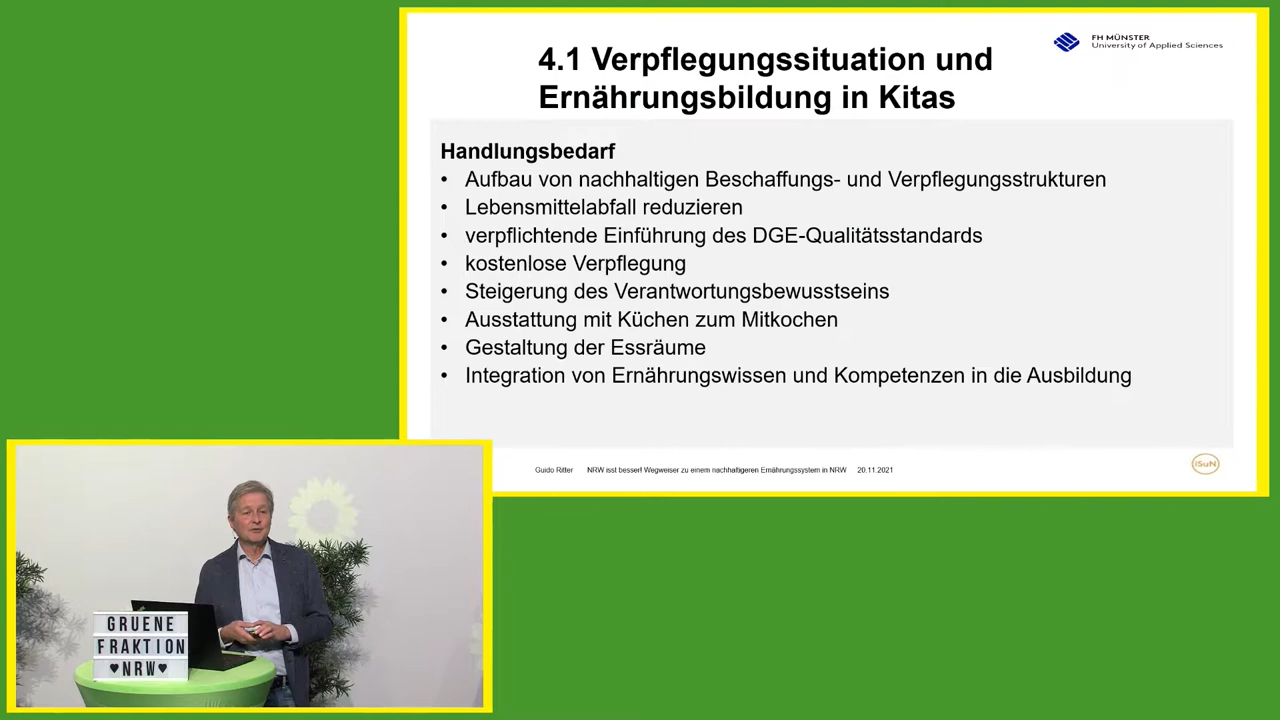 FH MÜNSTER
University of Applied Sciences
4.1 Verpflegungssituation und
Ernährungsbildung in Kitas
Handlungsbedarf
• Aufbau von nachhaltigen Beschaffungs- und Verpflegungsstrukturen
• Lebensmittelabfall reduzieren
• verpflichtende Einführung des DGE-Qualitätsstandards
• kostenlose Verpflegung
• Steigerung des Verantwortungsbewusstseins
• Ausstattung mit Küchen zum Mitkochen
• Gestaltung der Essräume
• Integration von Ernährungswissen und Kompetenzen in die Ausbildung
Guido Ritter NRW isst besser! Wegweiser zu einem nachhaltigeren Ernährungssystem in NRW 20.11.2021
iSuN
GRUENE
FRAKTION
♥NRW♥